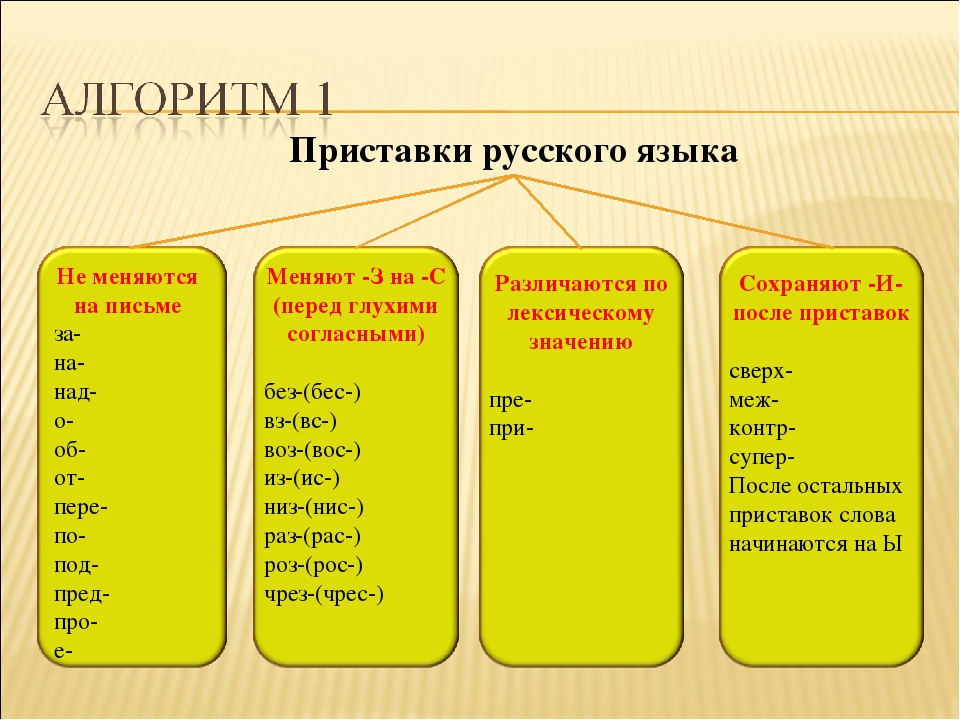 АЛГОРИТМ 1
Приставки русского языка
Не меняются
на письме
за-
на-
над-
о-
об-
от-
пере-
по-
под-
пред-
про-
е-
Меняют -З на -С
(перед глухими
согласными)
без-(бес-)
вз-(вс-)
воз-(вос-)
из-(ис-)
низ-(нис-)
раз-(рас-)
роз-(рос-)
чрез-(чрес-)
Различаются по
лексическому
значению
пре-
при-
Сохраняют -И-
после приставок
сверх-
меж-
контр-
супер-
После остальных
приставок слова
начинаются на Ы